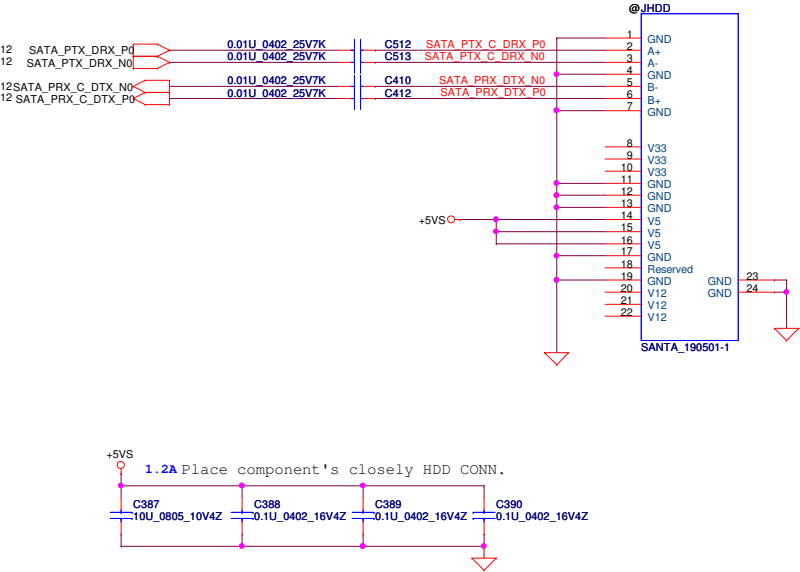 @JHDD
12 SATA_PTX_DRX_P0 0.01U_0402_25V7K C512 SATA_PTX_C_DRX_P0
12 SATA_PTX_DRX_N0 0.01U_0402_25V7K C513 SATA_PTX_C_DRX_N0
12 SATA_PRX_C_DTX_N0 0.01U_0402_25V7K C410 SATA_PRX_DTX_N0
12 SATA_PRX_C_DTX_P0 0.01U_0402_25V7K C412 SATA_PRX_DTX_P0
1 GND
2 A+
3 A-
4 GND
5 B-
6 B+
7 GND
8 V33
9 V33
10 V33
11 GND
12 GND
13 GND
+5VS 14 V5
15 V5
16 V5
17 GND
18 Reserved
19 GND GND 23
20 V12 GND 24
21 V12
22 V12
SANTA_190501-1
+5VS
1.2A Place component's closely HDD CONN.
C387 C388 C389 C390
10U_0805_10V4Z 0.1U_0402_16V4Z 0.1U_0402_16V4Z 0.1U_0402_16V4Z